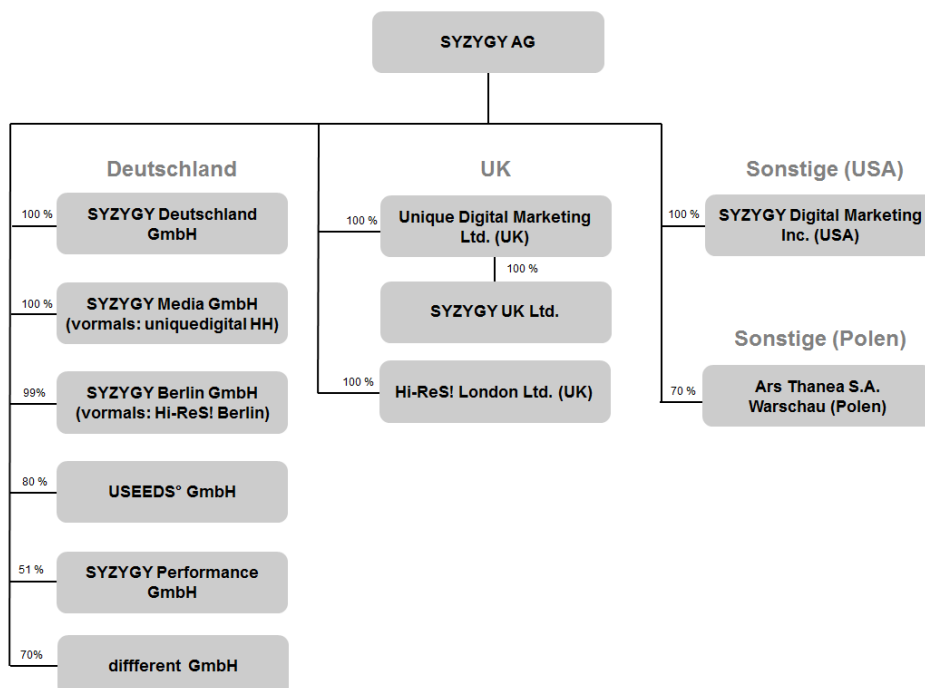 SYZYGY AG
Deutschland
100 %
SYZYGY Deutschland
GmbH
100 %
SYZYGY Media GmbH
(vormals: uniquedigital HH)
99%
SYZYGY Berlin GmbH
(vormals: Hi-ReS! Berlin)
80 %
USEEDS° GmbH
51 %
SYZYGY Performance
GmbH
70%
diffferent GmbH
UK
100 %
Unique Digital Marketing
Ltd. (UK)
100 %
SYZYGY UK Ltd.
100 %
Hi-ReS! London Ltd. (UK)
Sonstige (USA)
100 %
SYZYGY Digital Marketing
Inc. (USA)
Sonstige (Polen)
70 %
Ars Thanea S.A.
Warschau (Polen)